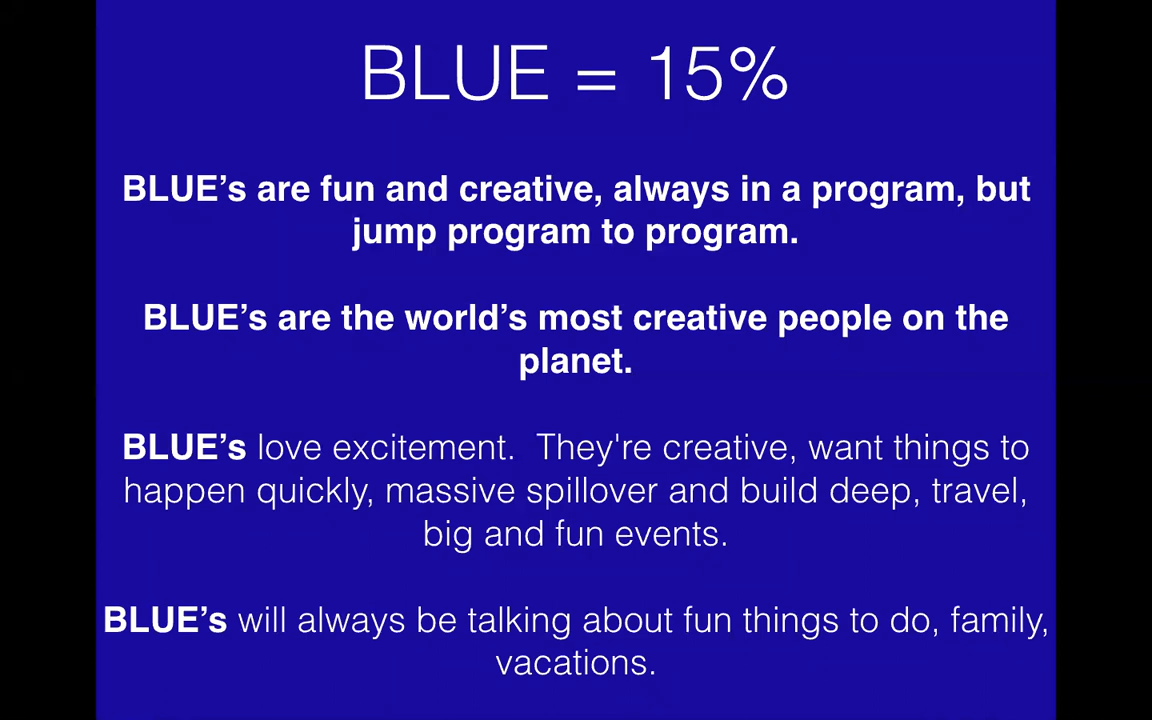 BLUE = 15%
BLUE’s are fun and creative, always in a program, but
jump program to program.
BLUE’s are the world’s most creative people on the
planet.
BLUE’s love excitement.  They're creative, want things to
happen quickly, massive spillover and build deep, travel,
big and fun events.
BLUE’s will always be talking about fun things to do, family,
vacations.